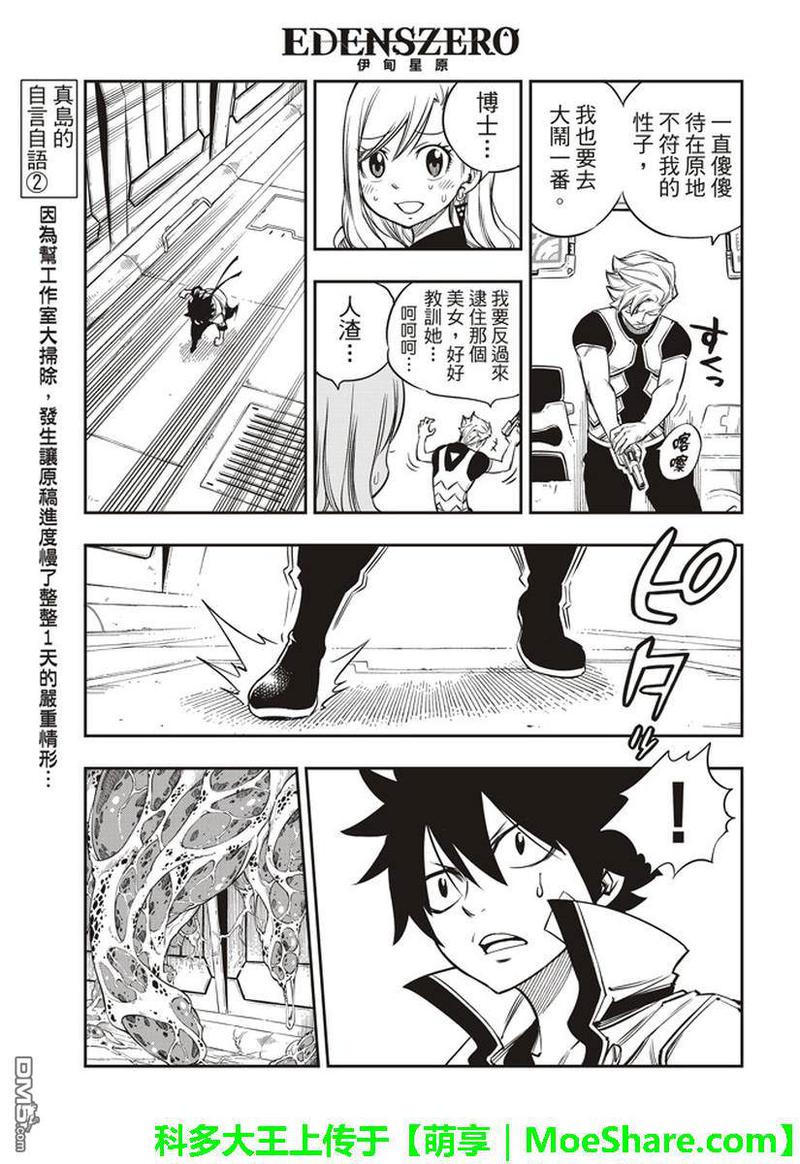 EDENSZERO
伊甸星原
一直傻傻
待在原地
不符我的
性子，
我也要去
大鬧一番。
すくっ
喀嚓
博士…
我要反過來
逮住那個
美女，好好
教訓她…
呵呵呵…
人渣…
ピタッ
！
真島的
自言自語②
因為幫工作室大掃除，發生讓原稿進度慢了整整1天的嚴重情形…
DM5.com
科多大王上传于【萌享｜MoeShare.com】